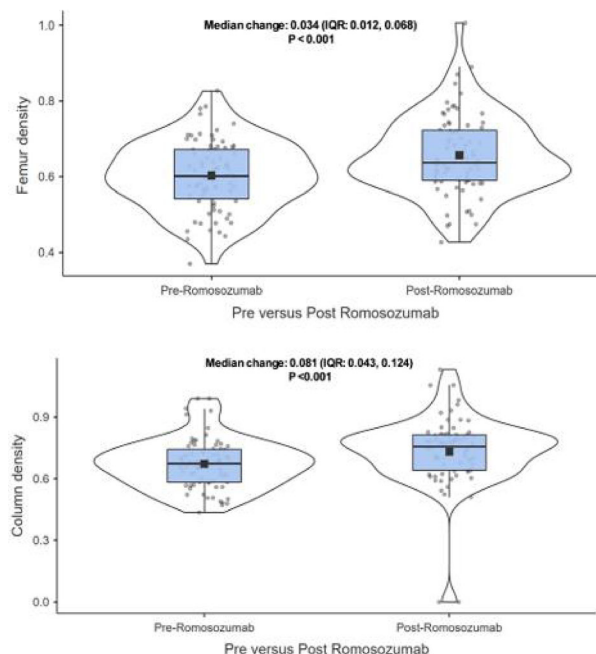 Median change: 0.034 (IQR: 0.012, 0.068)
P < 0.001
1.0
0.8
0.6
0.4
Femur density
Pre-Romosozumab Post-Romosozumab
Pre versus Post Romosozumab
Median change: 0.081 (IQR: 0.043, 0.124)
P <0.001
0.9
0.6
0.3
0.0
Column density
Pre-Romosozumab Post-Romosozumab
Pre versus Post Romosozumab